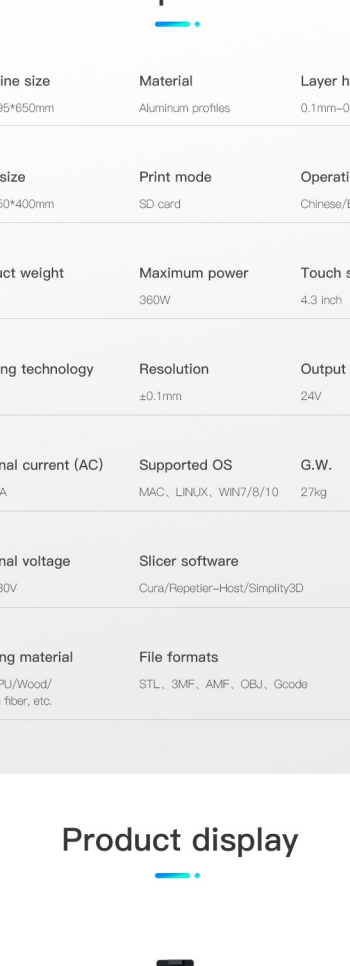 ine size Material Layer h
95*650mm Aluminum profiles 0.1mm-0
size Print mode Operati
50*400mm SD card Chinese/E
uct weight Maximum power Touch s
360W 4.3 inch
ng technology Resolution Output
±0.1mm 24V
nal current (AC) Supported OS G.W.
A MAC、LINUX、WIN7/8/10 27kg
nal voltage Slicer software
30V Cura/Repetier-Host/Simplity3D
ng material File formats
PU/Wood/ STL、3MF、AMF、OBJ、Gcode
fiber, etc.
Product display